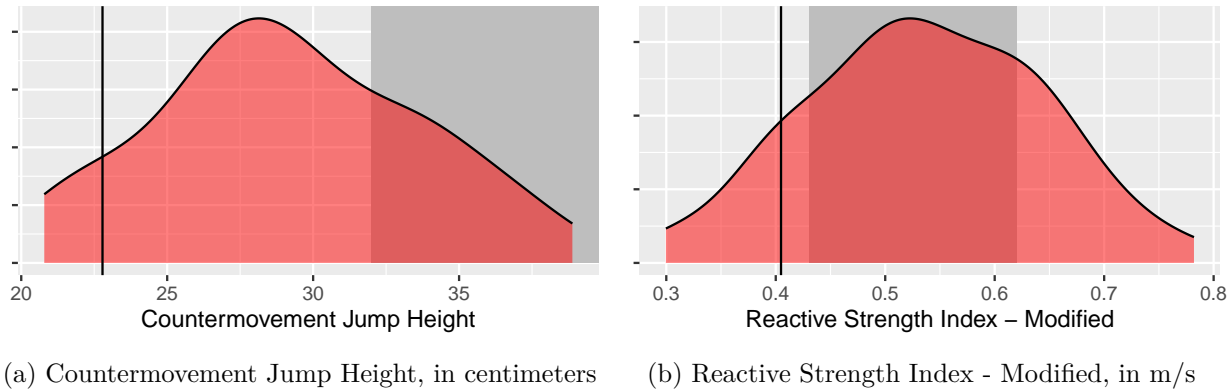 20 25 30 35
0.3 0.4 0.5 0.6 0.7 0.8
Countermovement Jump Height
Reactive Strength Index − Modified
(a) Countermovement Jump Height, in centimeters
(b) Reactive Strength Index - Modified, in m/s